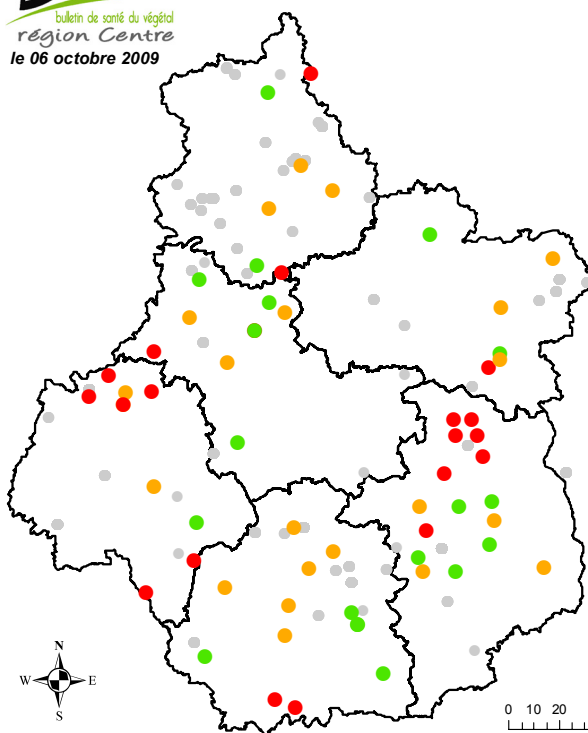 bulletin de santé du végétal
région Centre
le 06 octobre 2009
N
W E
S
0 10 20